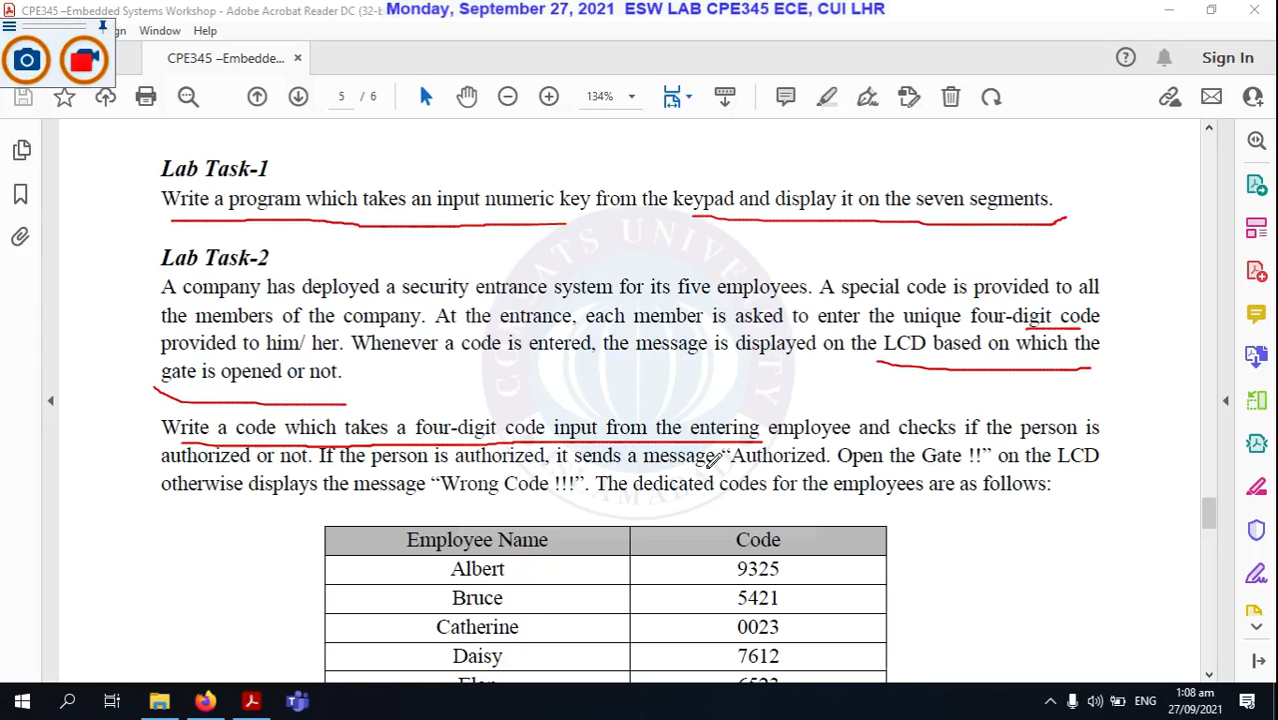 CPE345 –Embedded Systems Workshop - Adobe Acrobat Reader DC (32-b
Monday, September 27, 2021 ESW LAB CPE345 ECE, CUI LHR
Window Help
CPE345 –Embedde...
Sign In
5 / 6
134%
Lab Task-1
Write a program which takes an input numeric key from the keypad and display it on the seven segments.
Lab Task-2
A company has deployed a security entrance system for its five employees. A special code is provided to all
the members of the company. At the entrance, each member is asked to enter the unique four-digit code
provided to him/ her. Whenever a code is entered, the message is displayed on the LCD based on which the
gate is opened or not.
Write a code which takes a four-digit code input from the entering employee and checks if the person is
authorized or not. If the person is authorized, it sends a message “Authorized. Open the Gate !!” on the LCD
otherwise displays the message “Wrong Code !!!”. The dedicated codes for the employees are as follows:
Employee Name Code
Albert 9325
Bruce 5421
Catherine 0023
Daisy 7612
ENG
1:08 am
27/09/2021